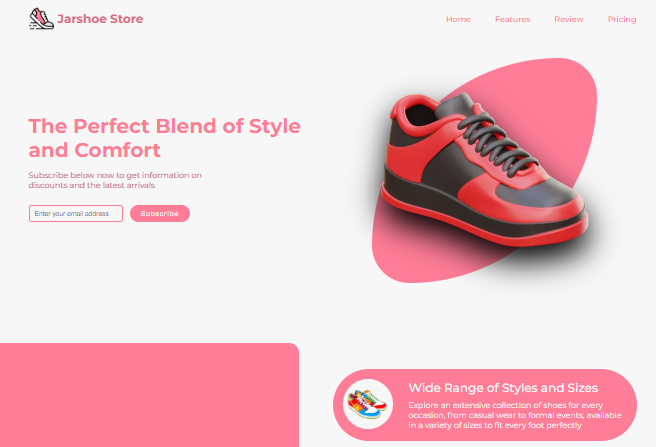 Jarshoe Store
Home Features Review Pricing
The Perfect Blend of Style
and Comfort
Subscribe below now to get information on
discounts and the latest arrivals
Enter your email address Subscribe
Wide Range of Styles and Sizes
Explore an extensive collection of shoes for every
occasion, from casual wear to formal events, available
in a variety of sizes to fit every foot perfectly